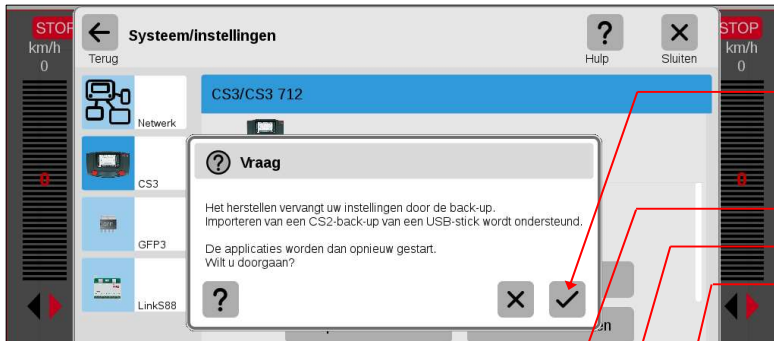 STOP
km/h
0
0
Terug
Systeem/instellingen
Hulp
Sluiten
STOP
km/h
0
0
Netwerk
CS3
GFP3
LinkS88
CS3/CS3 712
Vraag
Het herstellen vervangt uw instellingen door de back-up.
Importeren van een CS2-back-up van een USB-stick wordt ondersteund.
De applicaties worden dan opnieuw gestart.
Wilt u doorgaan?